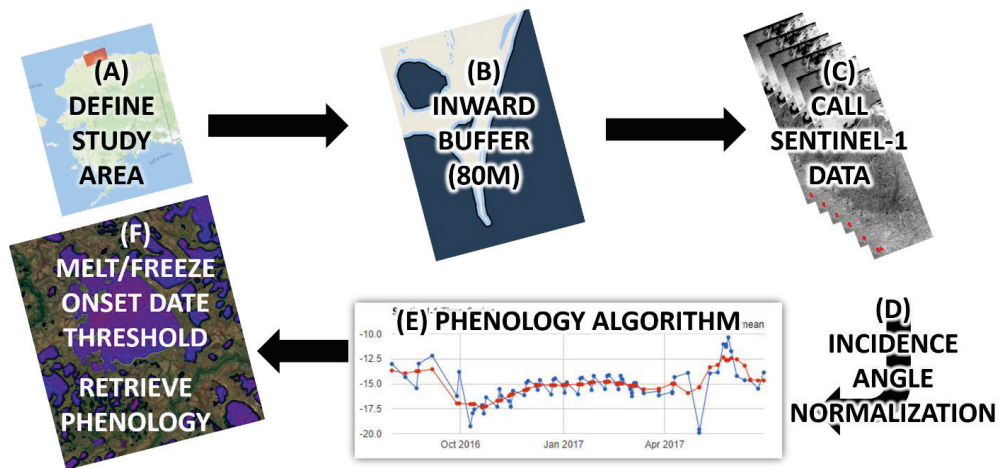 (A)
DEFINE
STUDY
AREA
(B)
INWARD
BUFFER
(80M)
(C)
CALL
SENTINEL-1
DATA
(D)
INCIDENCE
ANGLE
NORMALIZATION
(E) PHENOLOGY ALGORITHM
mean
-10.0
-12.5
-15.0
-17.5
-20.0
Oct 2016
Jan 2017
Apr 2017
(F)
MELT/FREEZE
ONSET DATE
THRESHOLD
RETRIEVE
PHENOLOGY